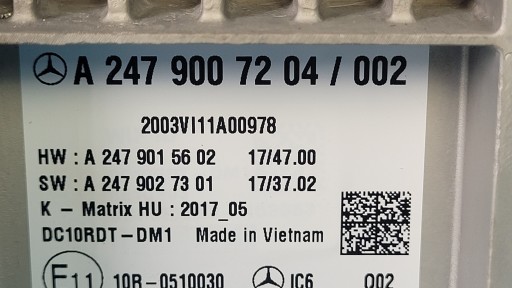 A 247 900 72 04 / 002
2003VI11A00978
HW : A 247 901 56 02 17/47.00
SW : A 247 902 73 01 17/37.02
K - Matrix HU : 2017_05
DC10RDT-DM1 Made in Vietnam
E11 10R-0510030 IC6 Q02